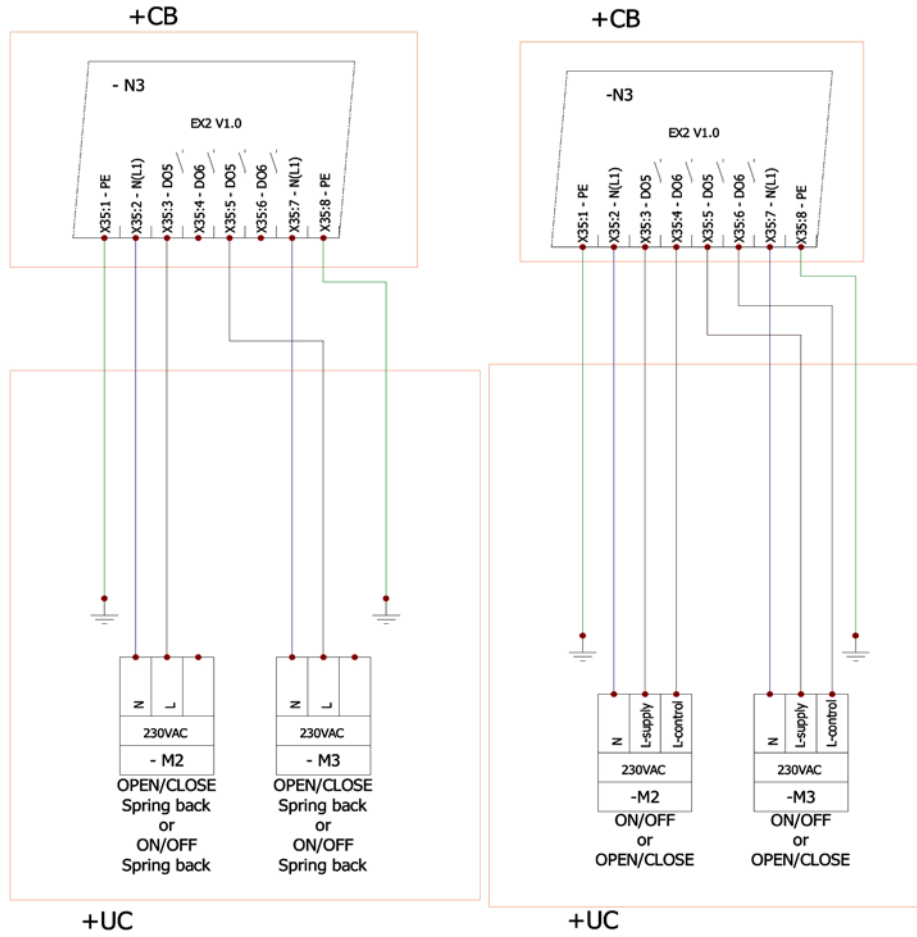 +CB
- N3
EX2 V1.0
X35:1 - PE
X35:2 - N(L1)
X35:3 - DO5
X35:4 - DO6
X35:5 - DO5
X35:6 - DO6
X35:7 - N(L1)
X35:8 - PE
N
L
230VAC
- M2
OPEN/CLOSE
Spring back
or
ON/OFF
Spring back
N
L
230VAC
- M3
OPEN/CLOSE
Spring back
or
ON/OFF
Spring back
+UC
+CB
-N3
EX2 V1.0
X35:1 - PE
X35:2 - N(L1)
X35:3 - DO5
X35:4 - DO6
X35:5 - DO5
X35:6 - DO6
X35:7 - N(L1)
X35:8 - PE
N
L-supply
L-control
230VAC
-M2
ON/OFF
or
OPEN/CLOSE
N
L-supply
L-control
230VAC
-M3
ON/OFF
or
OPEN/CLOSE
+UC